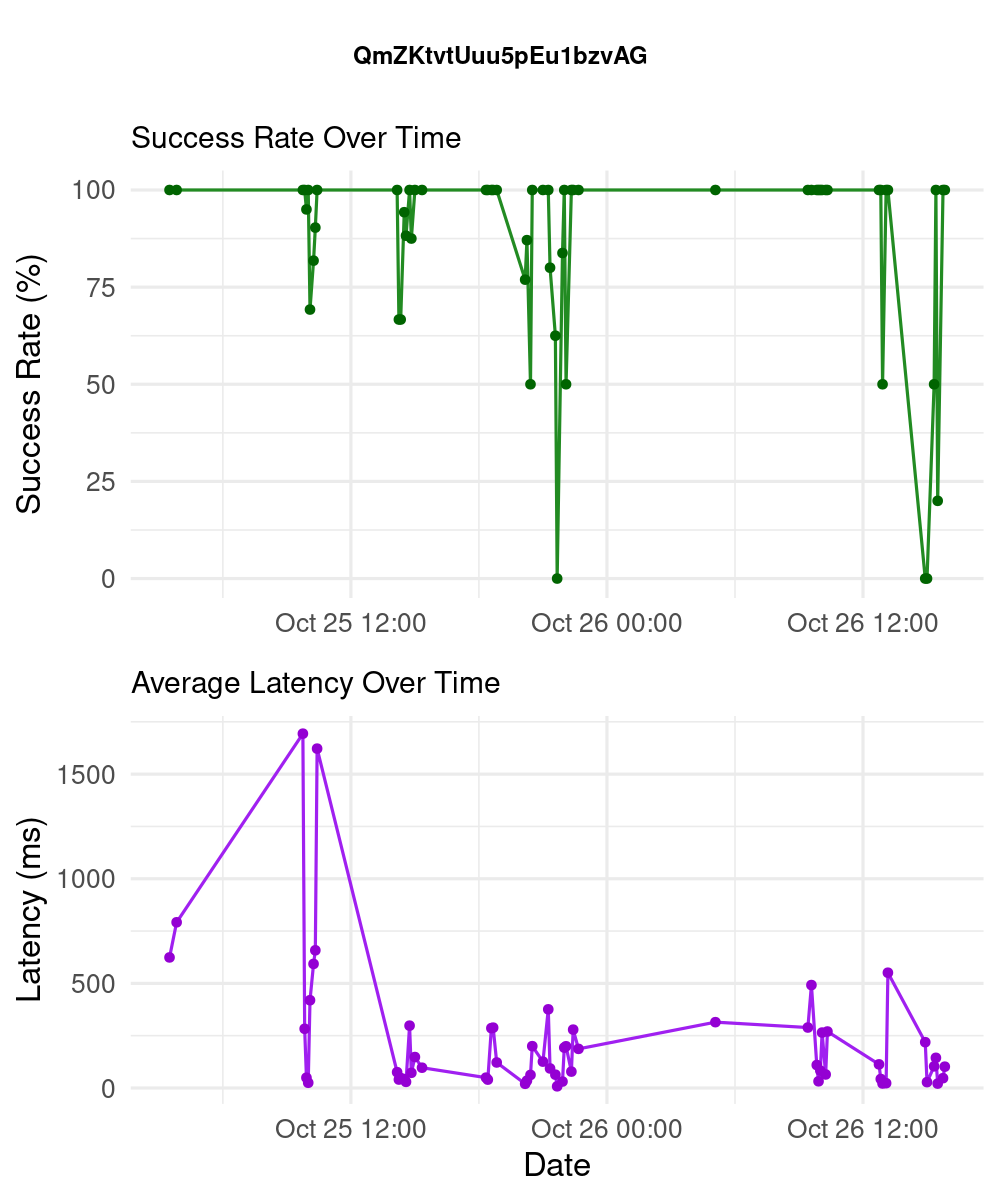 QmZKtvtUuu5pEu1bzvAG
Success Rate Over Time
Success Rate (%)
100
75
50
25
0
Oct 25 12:00
Oct 26 00:00
Oct 26 12:00
Average Latency Over Time
Latency (ms)
1500
1000
500
0
Oct 25 12:00
Oct 26 00:00
Oct 26 12:00
Date